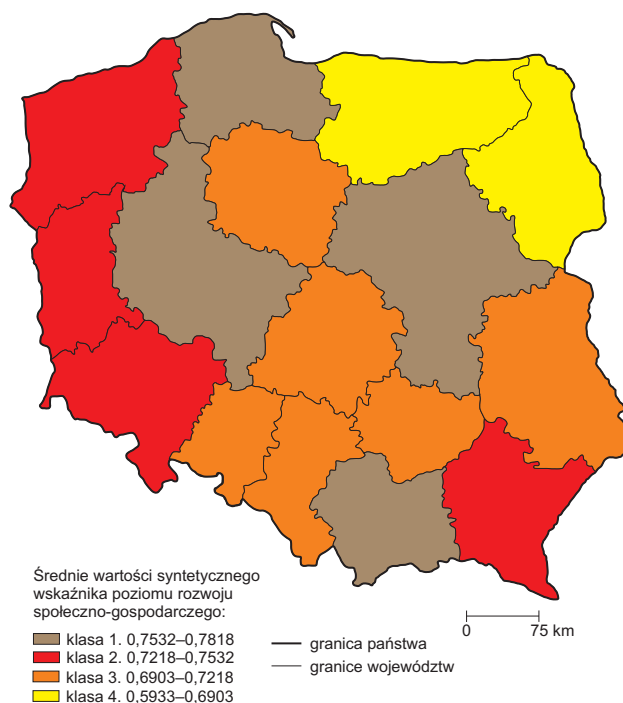 Średnie wartości syntetycznego
wskaźnika poziomu rozwoju
społeczno-gospodarczego:
klasa 1. 0,7532–0,7818
klasa 2. 0,7218–0,7532
klasa 3. 0,6903–0,7218
klasa 4. 0,5933–0,6903
granica państwa
granice województw
0 75 km